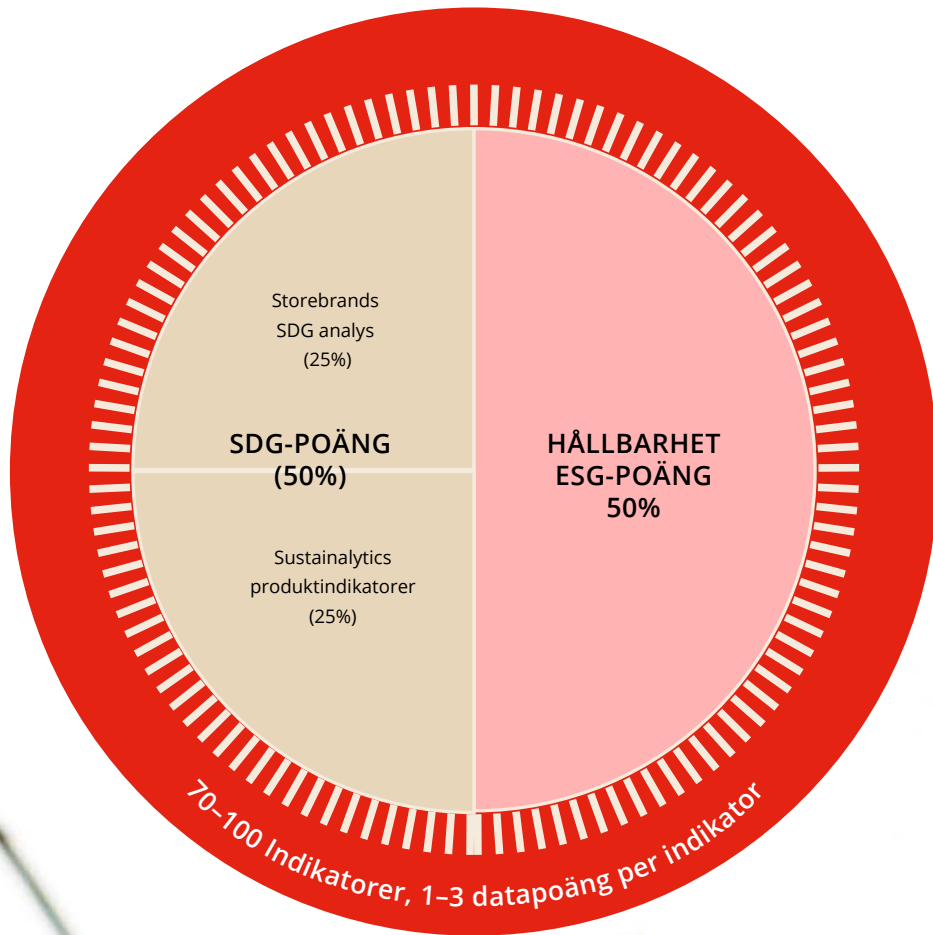 Storebrands
SDG analys
(25%)
SDG-POÄNG
(50%)
Sustainalytics
produktindikatorer
(25%)
HÅLLBARHET
ESG-POÄNG
50%
70–100 Indikatorer, 1–3 datapoäng per indikator